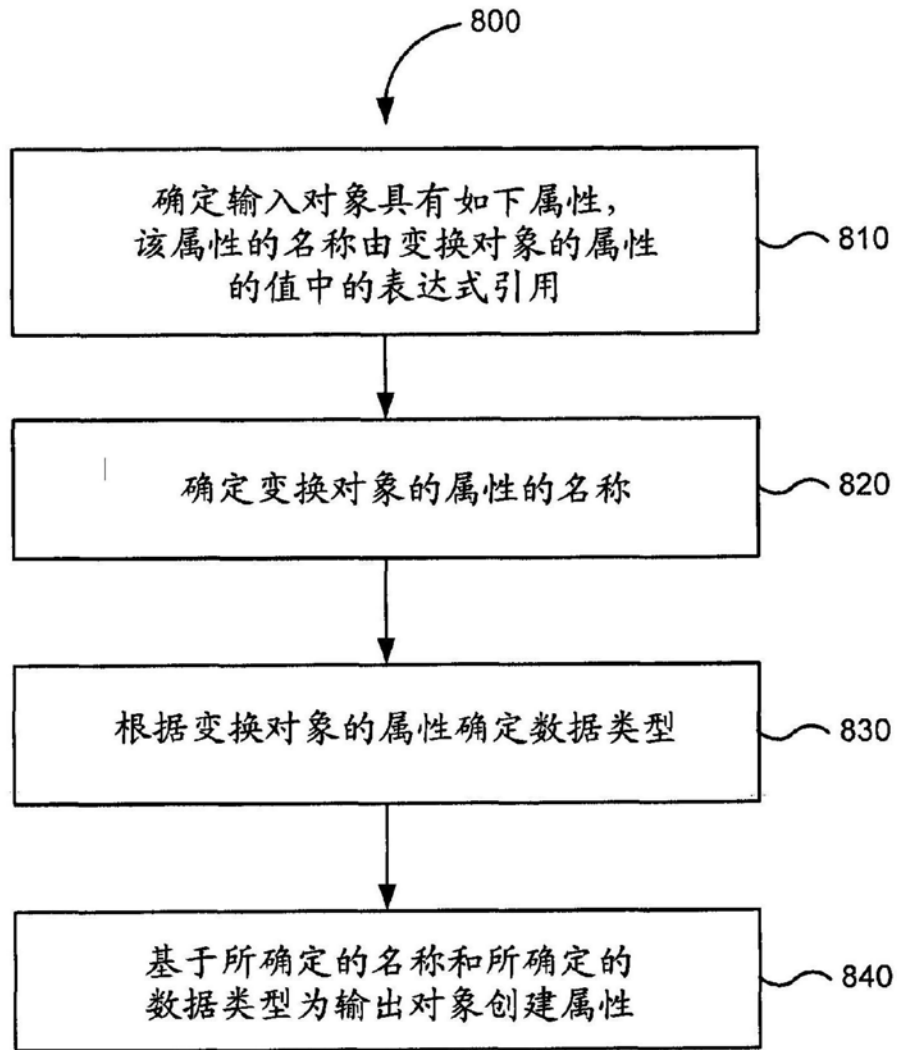 800
确定输入对象具有如下属性，
该属性的名称由变换对象的属性
的值中的表达式引用
810
确定变换对象的属性的名称
820
根据变换对象的属性确定数据类型
830
基于所确定的名称和所确定的
数据类型为输出对象创建属性
840